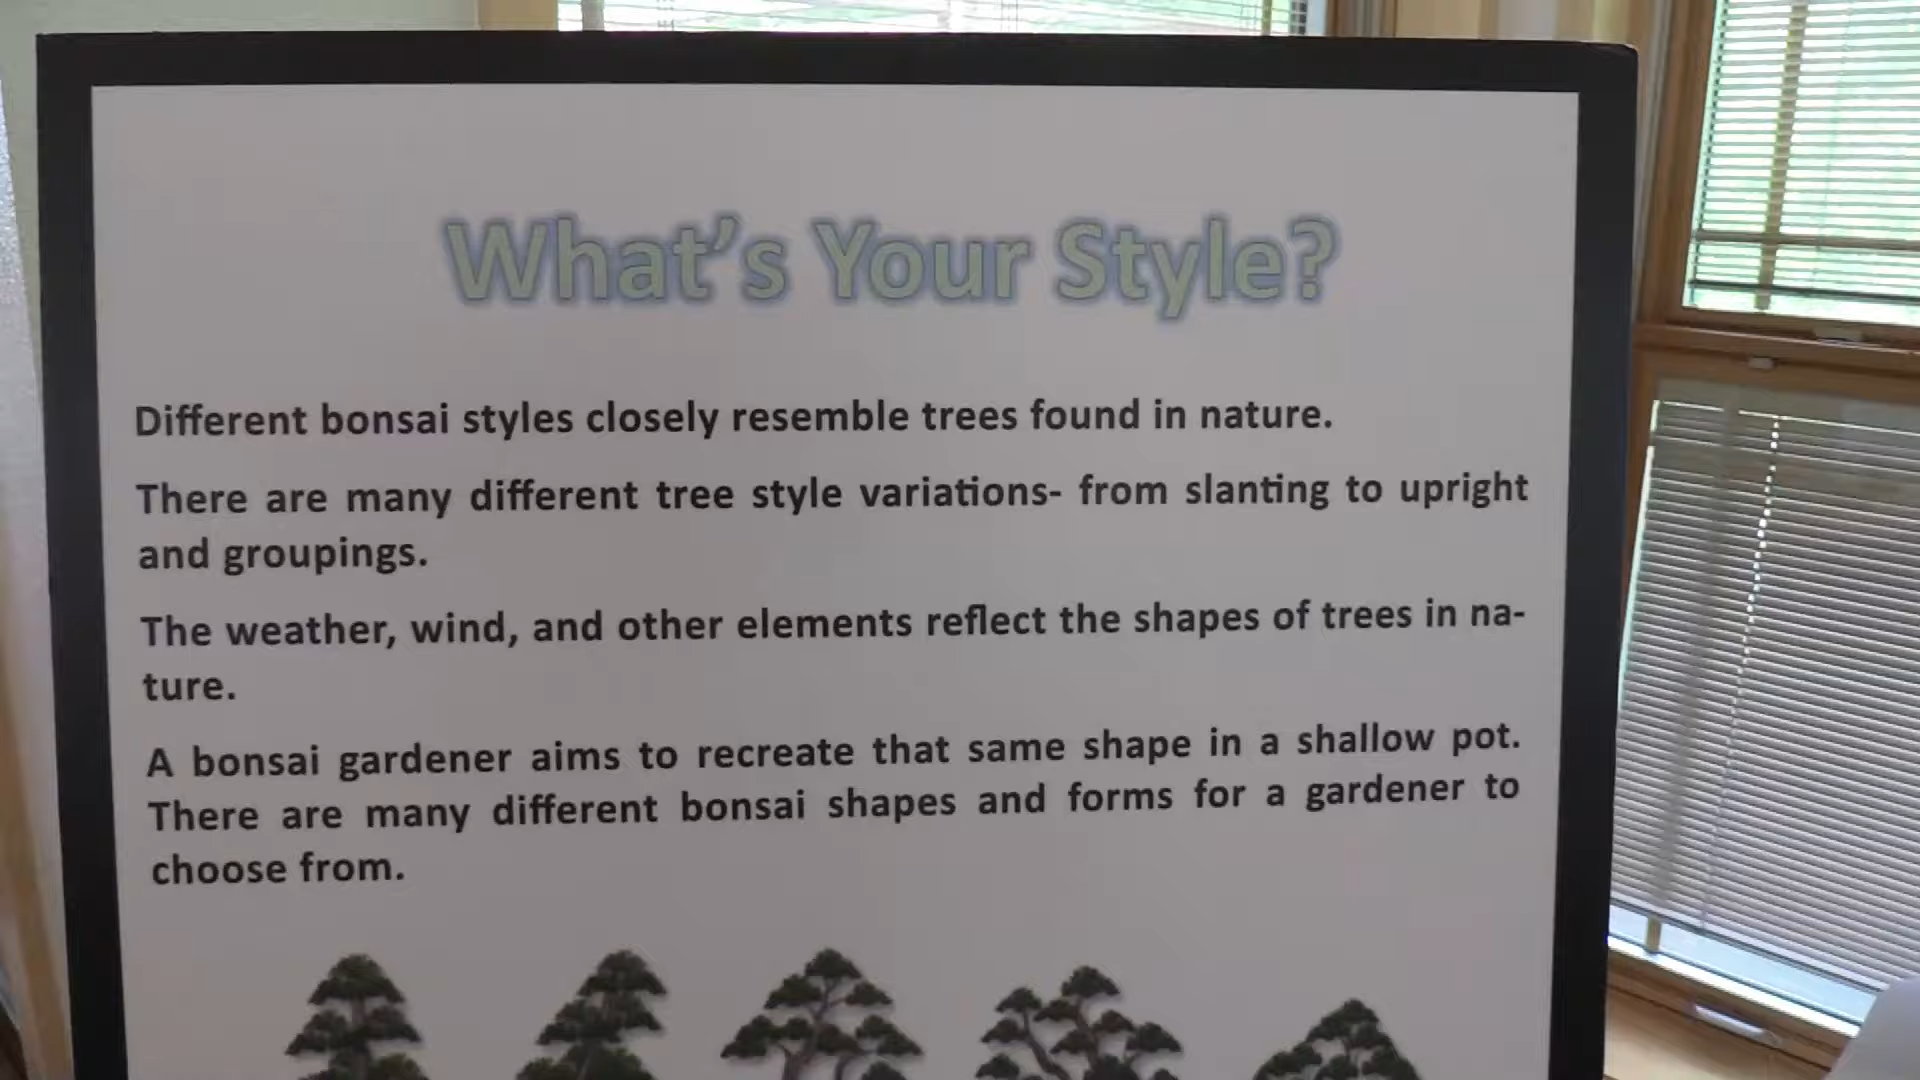 What's Your Style?
Different bonsai styles closely resemble trees found in nature.
There are many different tree style variations- from slanting to upright
and groupings.
The weather, wind, and other elements reflect the shapes of trees in na-
ture.
A bonsai gardener aims to recreate that same shape in a shallow pot.
There are many different bonsai shapes and forms for a gardener to
choose from.